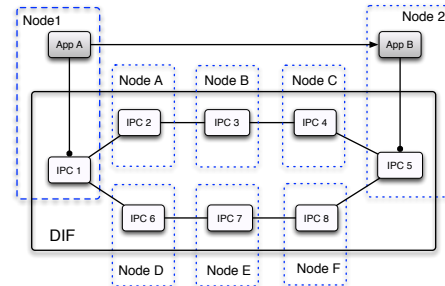 Node1
Node 2
App A
App B
Node A
Node B
Node C
IPC 2
IPC 3
IPC 4
IPC 1
IPC 5
IPC 6
IPC 7
IPC 8
DIF
Node D
Node E
Node F